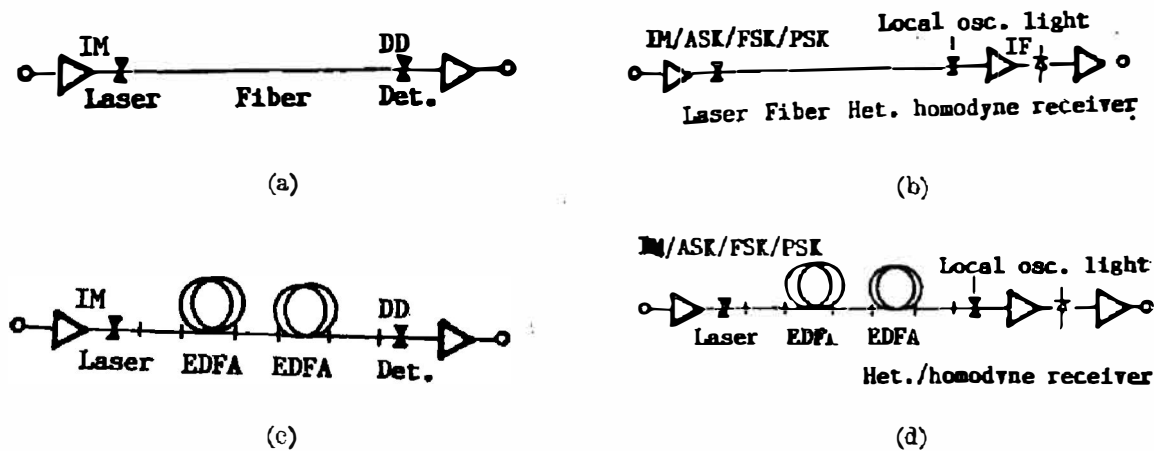 IM
DD
Laser
Fiber
Det.
(a)
IM/ASK/FSK/PSK
Local osc. light
IF
Laser Fiber Het. homodyne receiver
(b)
IM
DD
Laser
EDFA
EDFA
Det.
(c)
IM/ASK/FSK/PSK
Local osc. light
Laser
EDFA
EDFA
Het./homodyne receiver
(d)